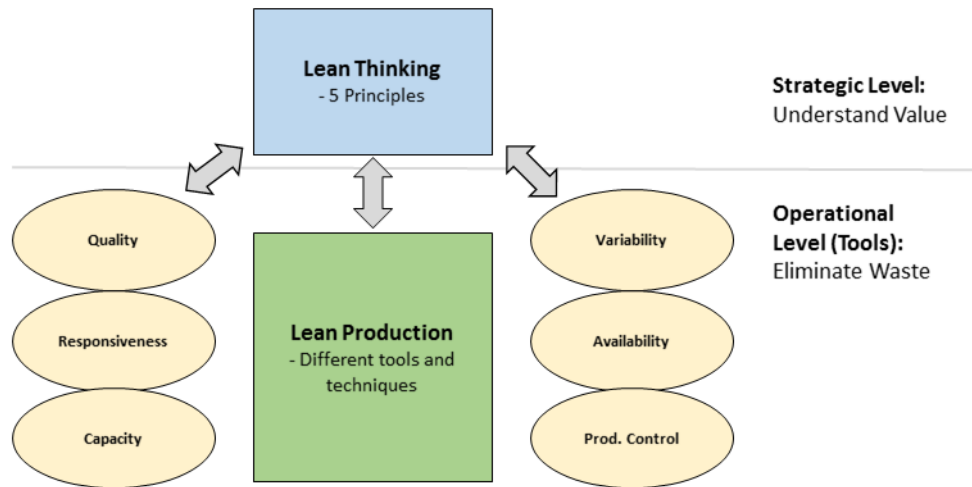 Lean Thinking
- 5 Principles
Strategic Level:
Understand Value
Quality
Responsiveness
Capacity
Lean Production
- Different tools and
techniques
Variability
Availability
Prod. Control
Operational
Level (Tools):
Eliminate Waste